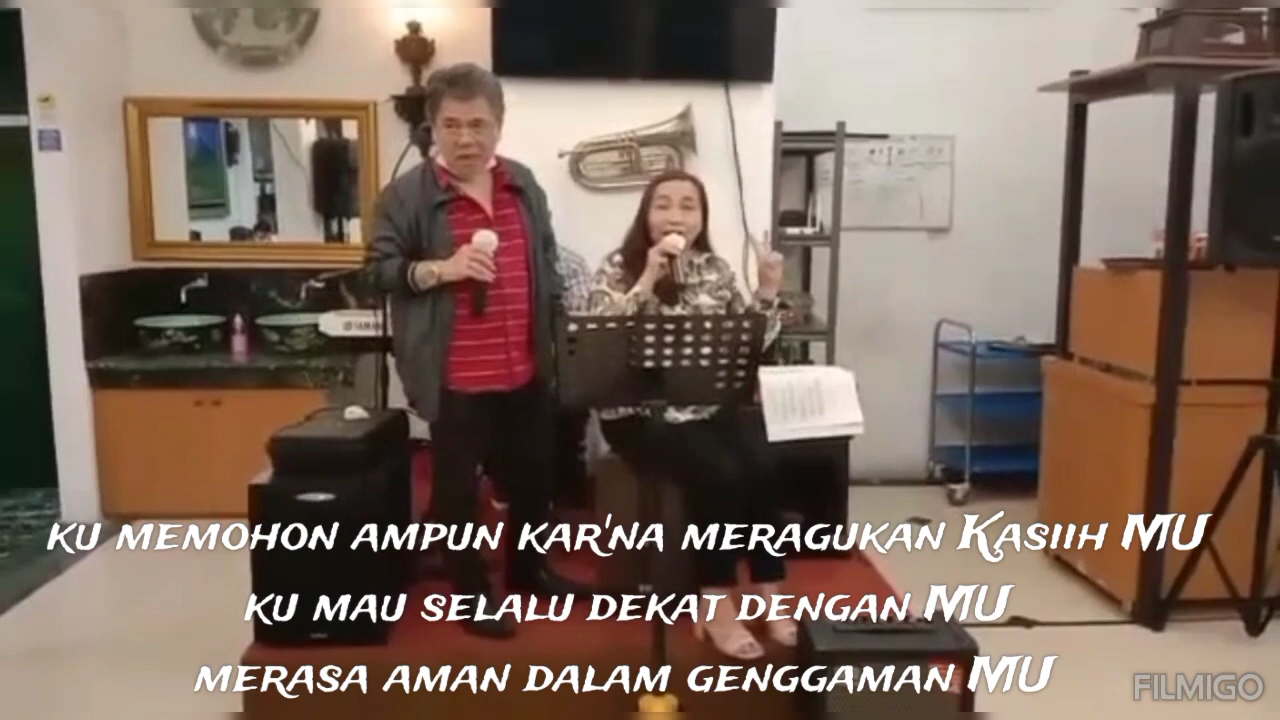 YAMA
KU MEMOHON AMPUN KAR'NA MERAGUKAN KASIIH MU
KU MAU SELALU DEKAT DENGAN MU
MERASA AMAN DALAM GENGGAMAN MU
FILMIGO